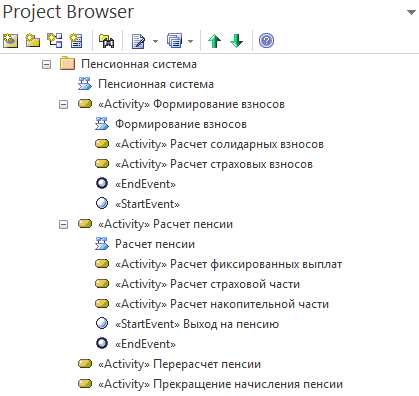 Project Browser
Пенсионная система
Пенсионная система
«Activity» Формирование взносов
Формирование взносов
«Activity» Расчет солидарных взносов
«Activity» Расчет страховых взносов
«EndEvent»
«StartEvent»
«Activity» Расчет пенсии
Расчет пенсии
«Activity» Расчет фиксированных выплат
«Activity» Расчет страховой части
«Activity» Расчет накопительной части
«StartEvent» Выход на пенсию
«EndEvent»
«Activity» Перерасчет пенсии
«Activity» Прекращение начисления пенсии